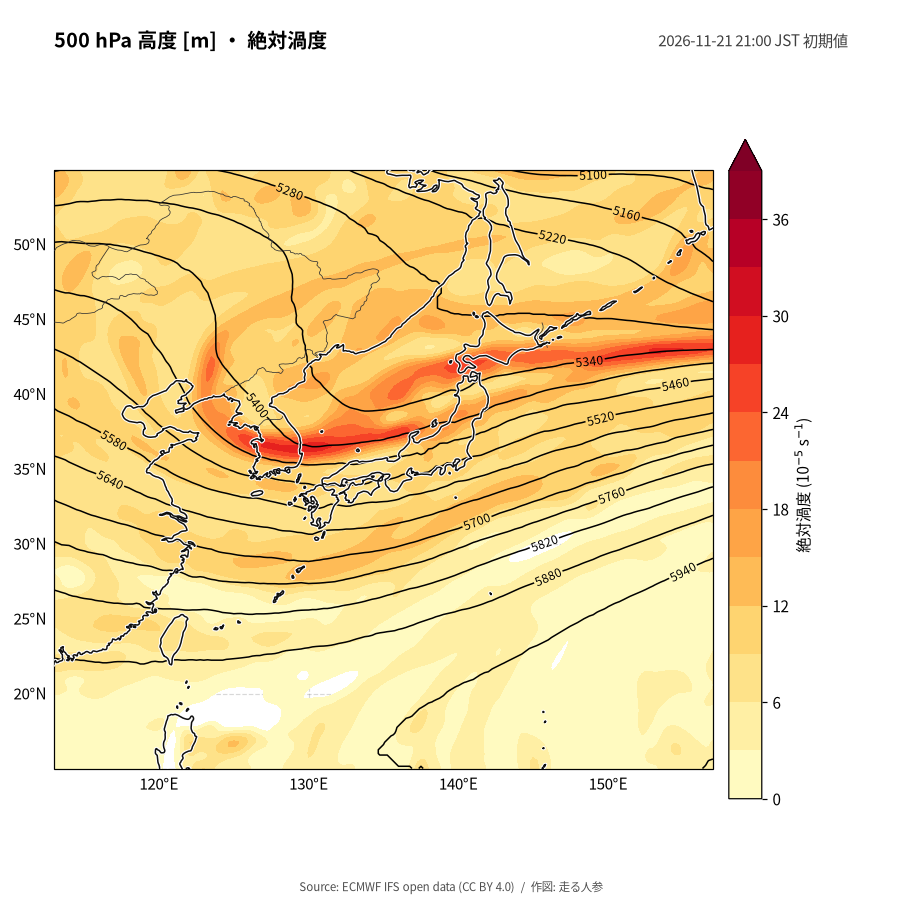 500 hPa 高度 [m] ・ 絶対渦度
2026-11-21 21:00 JST 初期値
5100
5280
5160
5220
50°N
36
45°N
30
5340
5460
40°N
5400
24
5520
5580
35°N
5640
5760
18
5700
絶対渦度 (10⁻⁵ s⁻¹)
30°N
5820
5880
5940
12
25°N
20°N
6
0
120°E 130°E 140°E 150°E
Source: ECMWF IFS open data (CC BY 4.0) / 作図: 走る人参